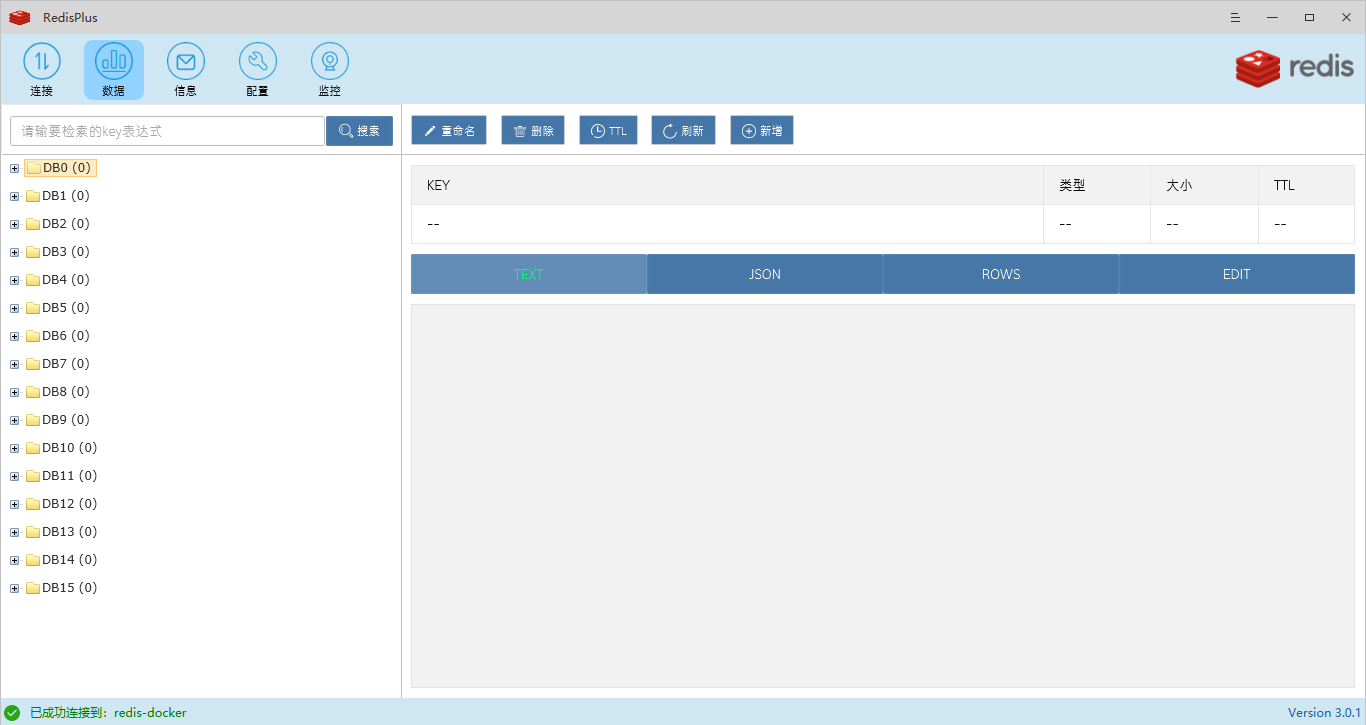 RedisPlus
连接 数据 信息 配置 监控
redis
请输要检索的key表达式 搜索
重命名 删除 TTL 刷新 新增
DB0 (0)
DB1 (0)
DB2 (0)
DB3 (0)
DB4 (0)
DB5 (0)
DB6 (0)
DB7 (0)
DB8 (0)
DB9 (0)
DB10 (0)
DB11 (0)
DB12 (0)
DB13 (0)
DB14 (0)
DB15 (0)
KEY 类型 大小 TTL
-- -- -- --
TEXT JSON ROWS EDIT
已成功连接到：redis-docker
Version 3.0.1